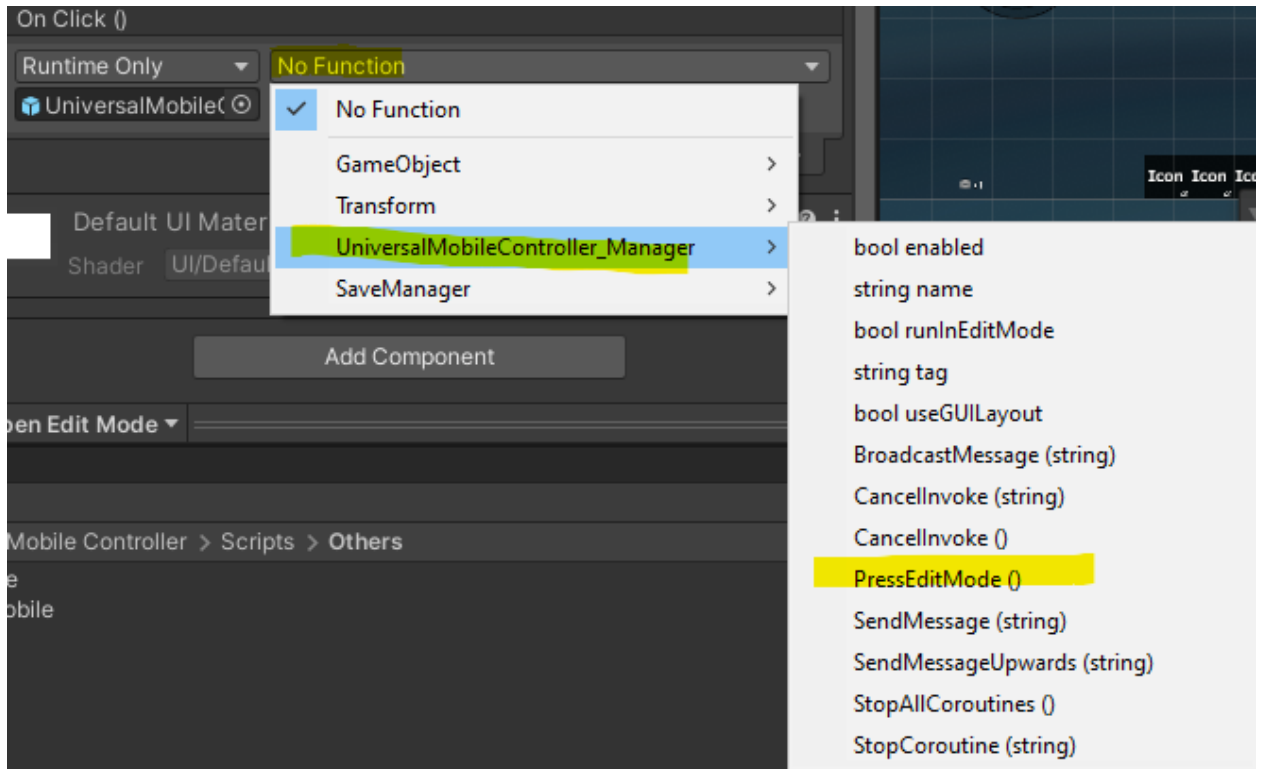 On Click ()
Runtime Only
No Function
UniversalMobile(
No Function
GameObject
Transform
UniversalMobileController_Manager
SaveManager
Default UI Mater
Shader UI/Defaul
Icon Icon Ico
bool enabled
string name
bool runInEditMode
string tag
bool useGUILayout
BroadcastMessage (string)
CancelInvoke (string)
CancelInvoke ()
PressEditMode ()
SendMessage (string)
SendMessageUpwards (string)
StopAllCoroutines ()
StopCoroutine (string)
Add Component
pen Edit Mode
Mobile Controller > Scripts > Others
e
obile